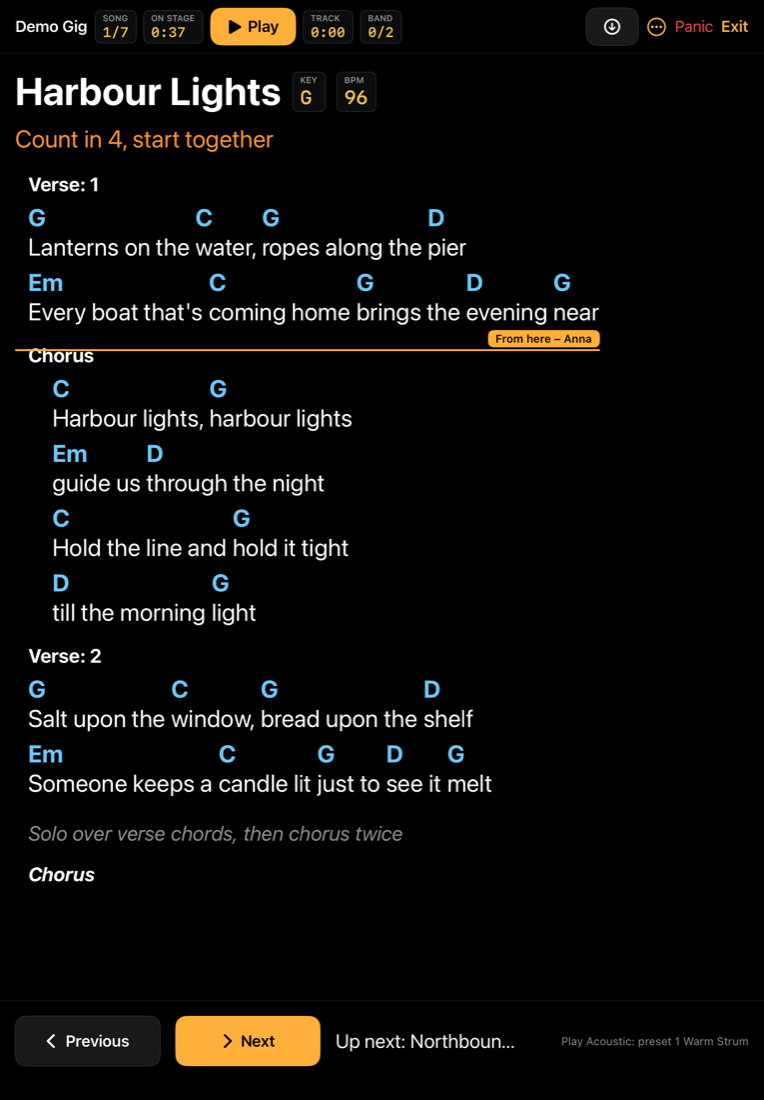 Demo Gig SONG 1/7 ON STAGE 0:37 Play TRACK 0:00 BAND 0/2 Panic Exit
Harbour Lights KEY G BPM 96
Count in 4, start together
Verse: 1
G C G D
Lanterns on the water, ropes along the pier
Em C G D G
Every boat that's coming home brings the evening near
From here – Anna
Chorus
C G
Harbour lights, harbour lights
Em D
guide us through the night
C G
Hold the line and hold it tight
D G
till the morning light
Verse: 2
G C G D
Salt upon the window, bread upon the shelf
Em C G D G
Someone keeps a candle lit just to see it melt
Solo over verse chords, then chorus twice
Chorus
Previous Next Up next: Northboun... Play Acoustic: preset 1 Warm Strum